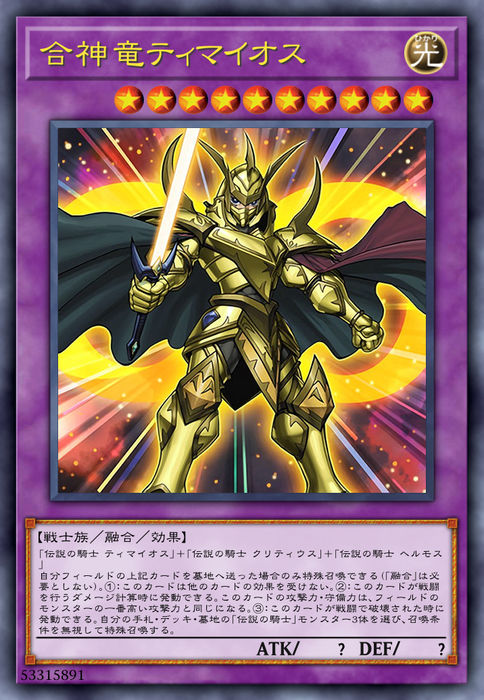 合神竜ティマイオス
ひかり
光
【戦士族／融合／効果】
「伝説の騎士 ティマイオス」＋「伝説の騎士 クリティウス」＋「伝説の騎士 ヘルモス
」
自分フィールドの上記カードを墓地へ送った場合のみ特殊召喚できる（「融合」は必
要としない）。①：このカードは他のカードの効果を受けない。②：このカードが戦闘
を行うダメージ計算時に発動できる。このカードの攻撃力・守備力は、フィールドの
モンスターの一番高い攻撃力と同じになる。③：このカードが戦闘で破壊された時に
発動できる。自分の手札・デッキ・墓地の「伝説の騎士」モンスター3体を選び、召喚条
件を無視して特殊召喚する。
ATK/ ? DEF/ ?
53315891